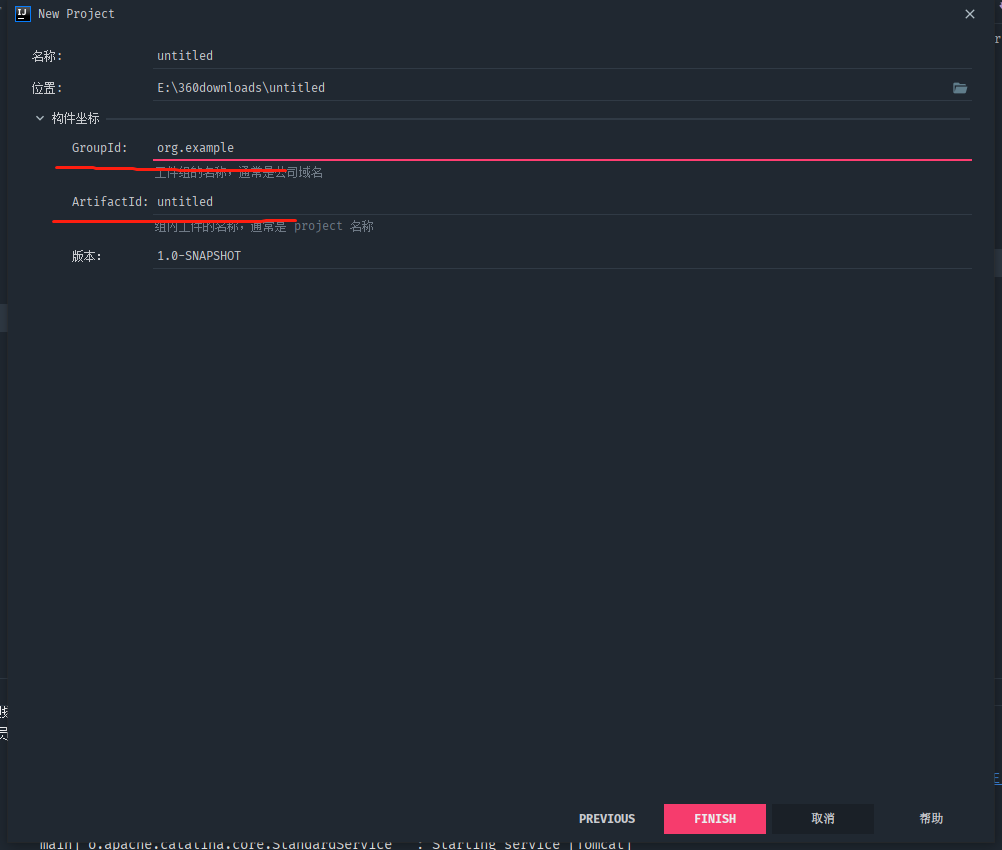 New Project
名称:
untitled
位置:
E:\360downloads\untitled
构件坐标
GroupId:
org.example
工件组的名称，通常是公司域名
ArtifactId:
untitled
组内工件的名称，通常是 project 名称
版本:
1.0-SNAPSHOT
PREVIOUS
FINISH
取消
帮助
main] o.apache.catalina.core.StandardService : Starting service [Tomcat]